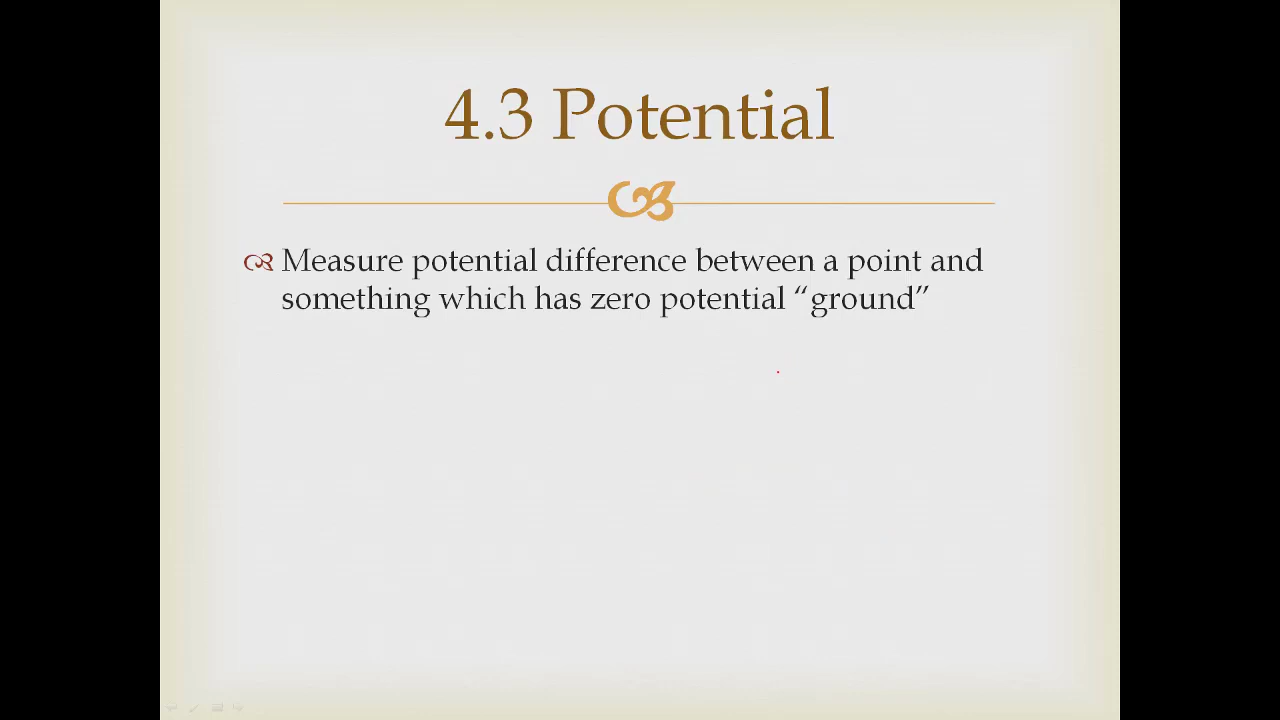 4.3 Potential
Measure potential difference between a point and
something which has zero potential “ground”